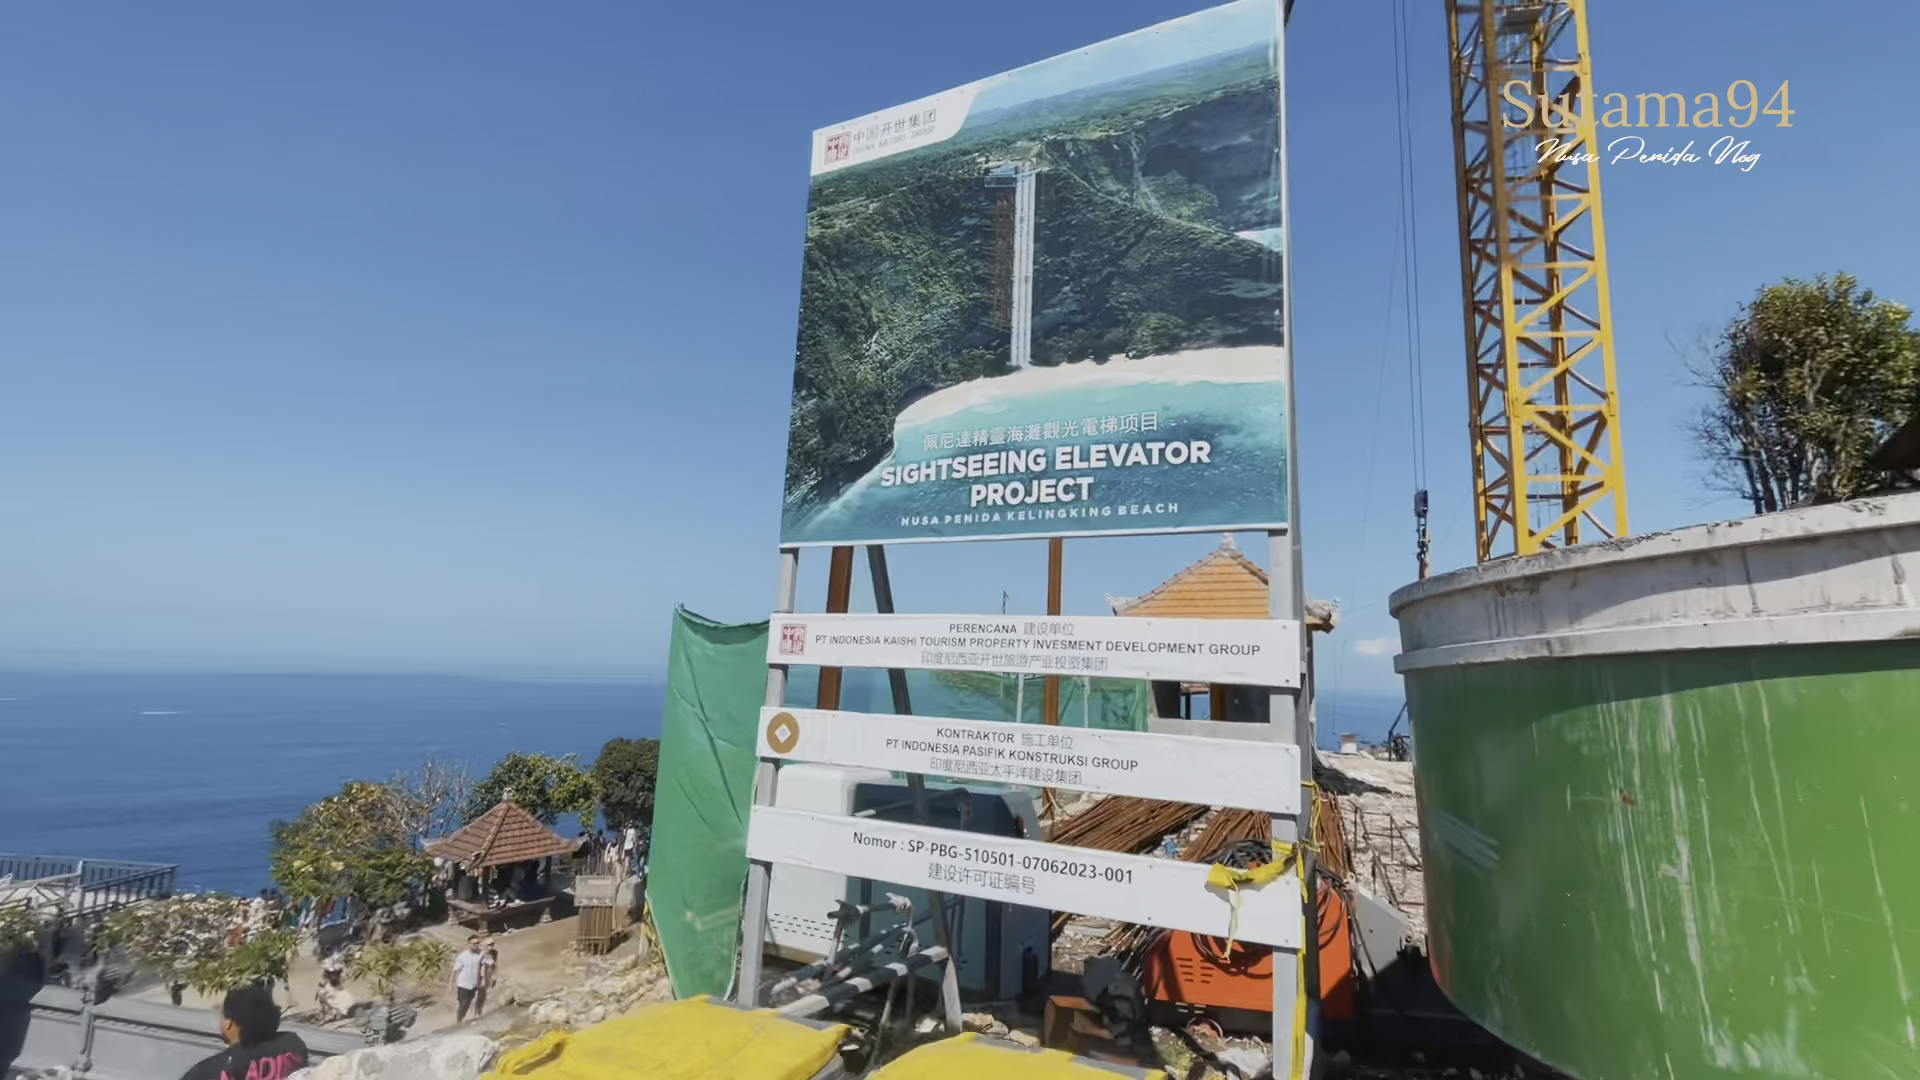 Sutama94
Nusa Penida Vlog
中国开世集团
CHINA KAISHI GROUP
佩尼達精靈海灘觀光電梯项目
SIGHTSEEING ELEVATOR
PROJECT
NUSA PENIDA KELINGKING BEACH
PERENCANA 建设单位
PT INDONESIA KAISHI TOURISM PROPERTY INVESMENT DEVELOPMENT GROUP
印度尼西亚开世旅游产业投资集团
KONTRAKTOR 施工单位
PT INDONESIA PASIFIK KONSTRUKSI GROUP
印度尼西亚太平洋建设集团
Nomor : SP-PBG-510501-07062023-001
建设许可证编号